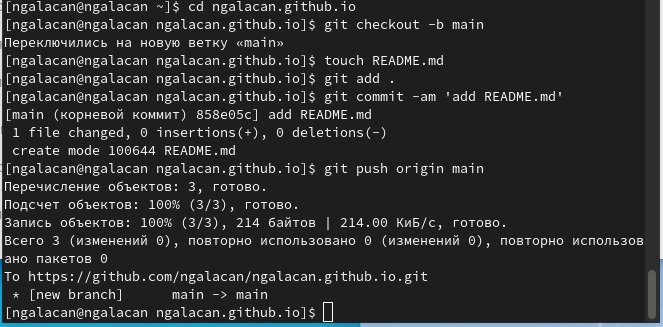 [ngalacan@ngalacan ~]$ cd ngalacan.github.io
[ngalacan@ngalacan ngalacan.github.io]$ git checkout -b main
Переключились на новую ветку «main»
[ngalacan@ngalacan ngalacan.github.io]$ touch README.md
[ngalacan@ngalacan ngalacan.github.io]$ git add .
[ngalacan@ngalacan ngalacan.github.io]$ git commit -am 'add README.md'
[main (корневой коммит) 858e05c] add README.md
 1 file changed, 0 insertions(+), 0 deletions(-)
 create mode 100644 README.md
[ngalacan@ngalacan ngalacan.github.io]$ git push origin main
Перечисление объектов: 3, готово.
Подсчет объектов: 100% (3/3), готово.
Запись объектов: 100% (3/3), 214 байтов | 214.00 КиБ/с, готово.
Всего 3 (изменений 0), повторно использовано 0 (изменений 0), повторно использов
ано пакетов 0
To https://github.com/ngalacan/ngalacan.github.io.git
 * [new branch]      main -> main
[ngalacan@ngalacan ngalacan.github.io]$